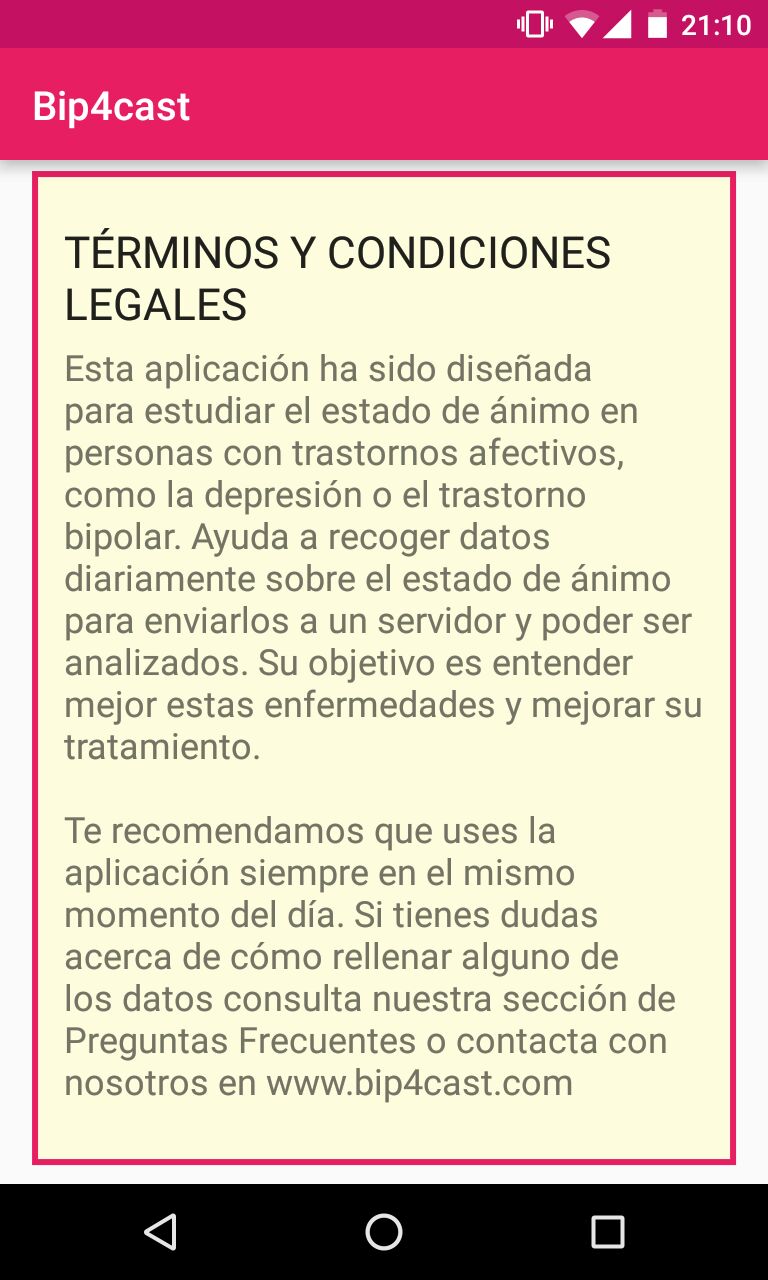 21:10
Bip4cast
TÉRMINOS Y CONDICIONES
LEGALES
Esta aplicación ha sido diseñada
para estudiar el estado de ánimo en
personas con trastornos afectivos,
como la depresión o el trastorno
bipolar. Ayuda a recoger datos
diariamente sobre el estado de ánimo
para enviarlos a un servidor y poder ser
analizados. Su objetivo es entender
mejor estas enfermedades y mejorar su
tratamiento.
Te recomendamos que uses la
aplicación siempre en el mismo
momento del día. Si tienes dudas
acerca de cómo rellenar alguno de
los datos consulta nuestra sección de
Preguntas Frecuentes o contacta con
nosotros en www.bip4cast.com